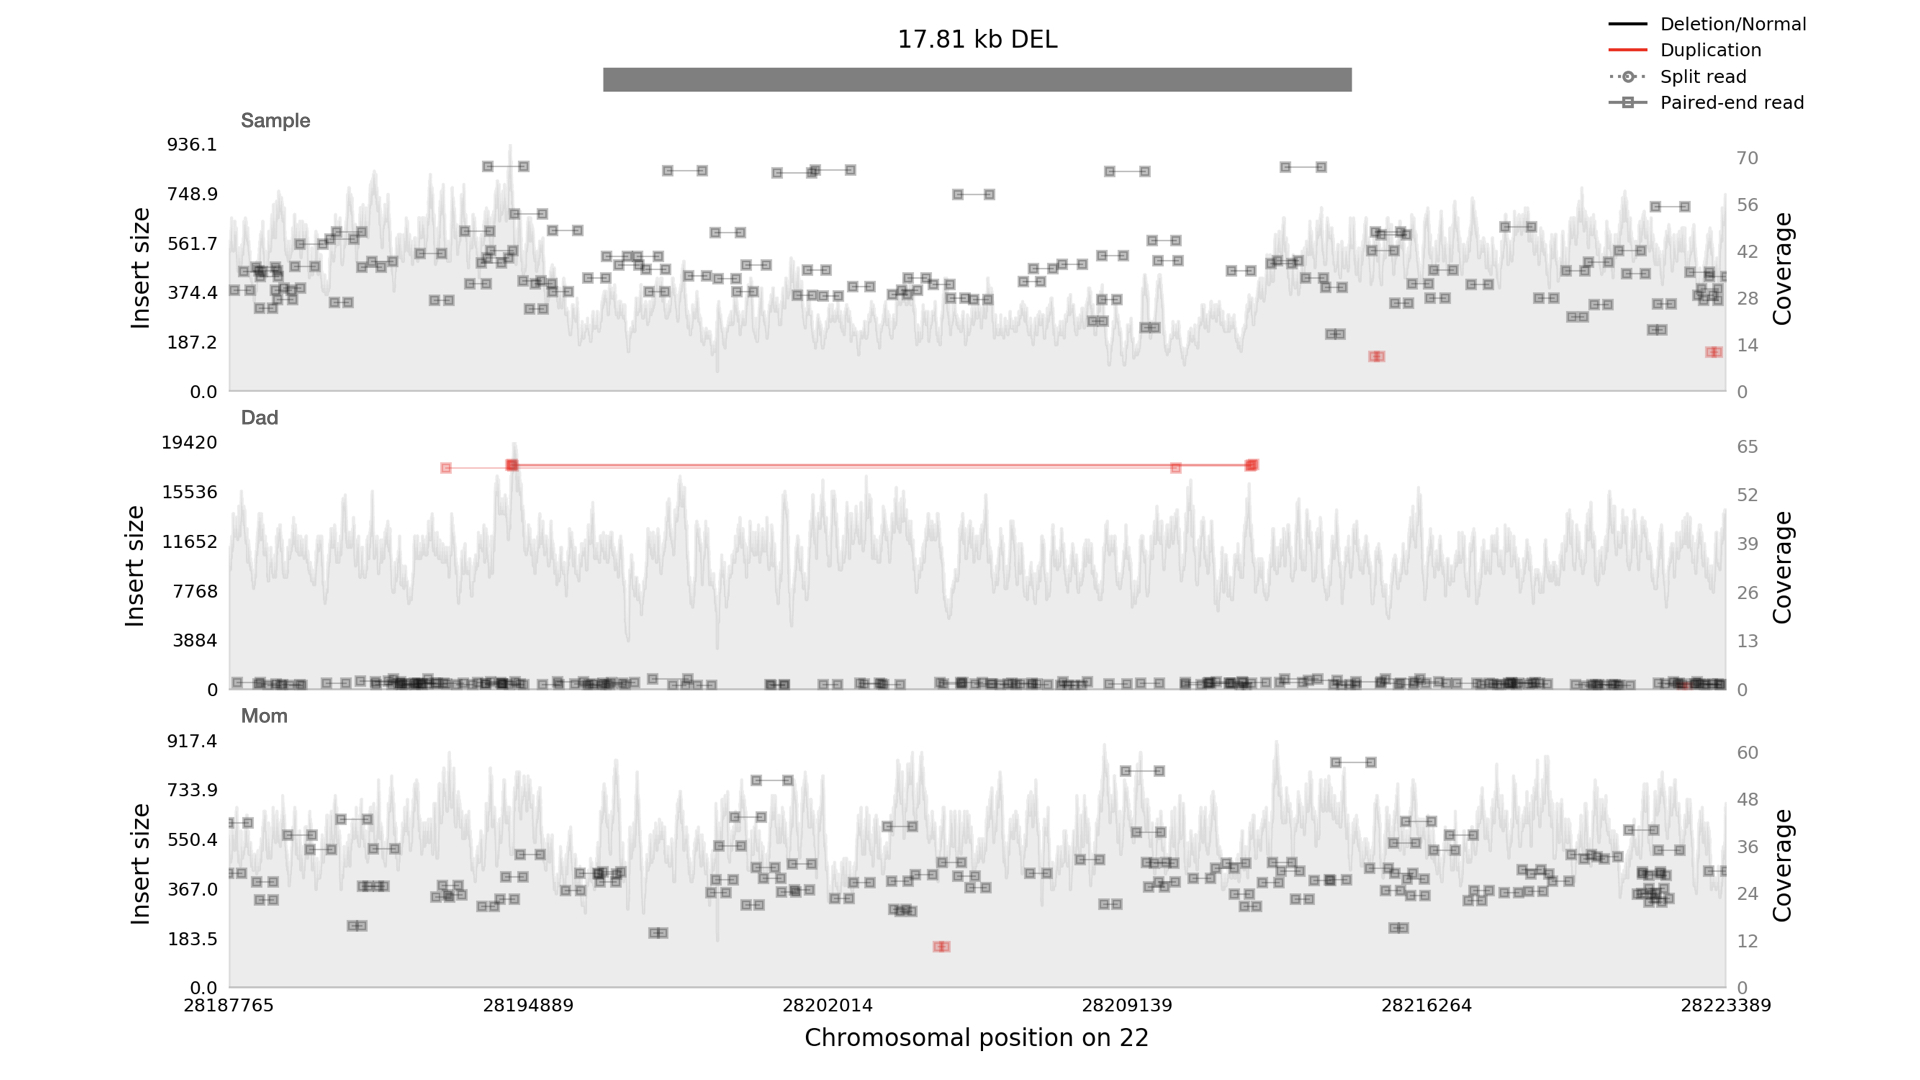 17.81 kb DEL
Deletion/Normal
Duplication
Split read
Paired-end read
Sample
936.1
748.9
561.7
374.4
187.2
0.0
Insert size
70
56
42
28
14
0
Coverage
Dad
19420
15536
11652
7768
3884
0
Insert size
65
52
39
26
13
0
Coverage
Mom
917.4
733.9
550.4
367.0
183.5
0.0
Insert size
60
48
36
24
12
0
Coverage
28187765 28194889 28202014 28209139 28216264 28223389
Chromosomal position on 22